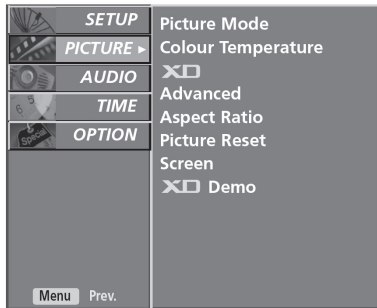 SETUP
PICTURE ►
AUDIO
TIME
OPTION
Menu Prev.
Picture Mode
Colour Temperature
XD
Advanced
Aspect Ratio
Picture Reset
Screen
XD Demo